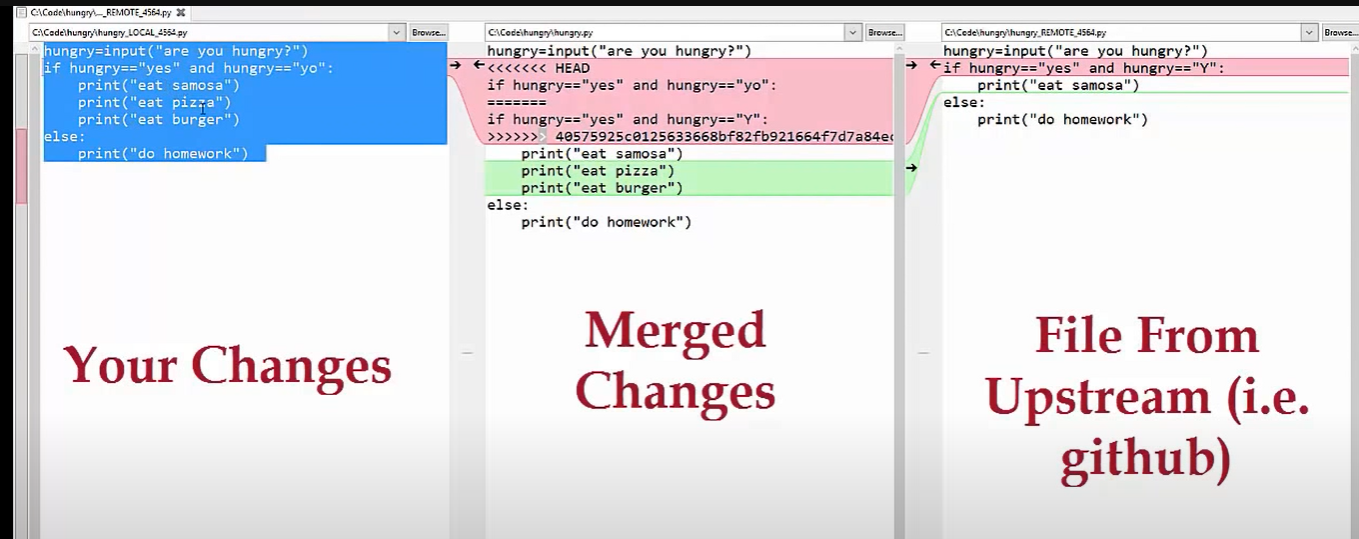 C:\Code\hungry\..._REMOTE_4564.py
C:\Code\hungry\hungry_LOCAL_4564.py
Browse...
hungry=input("are you hungry?")
if hungry=="yes" and hungry=="yo":
    print("eat samosa")
    print("eat pizza")
    print("eat burger")
else:
    print("do homework")
Your Changes
C:\Code\hungry\hungry.py
Browse...
hungry=input("are you hungry?")
<<<<<<< HEAD
if hungry=="yes" and hungry=="yo":
=======
if hungry=="yes" and hungry=="Y":
>>>>>>> 40575925c0125633668bf82fb921664f7d7a84ec
    print("eat samosa")
    print("eat pizza")
    print("eat burger")
else:
    print("do homework")
Merged
Changes
C:\Code\hungry\hungry_REMOTE_4564.py
Browse...
hungry=input("are you hungry?")
if hungry=="yes" and hungry=="Y":
    print("eat samosa")
else:
    print("do homework")
File From
Upstream (i.e.
github)